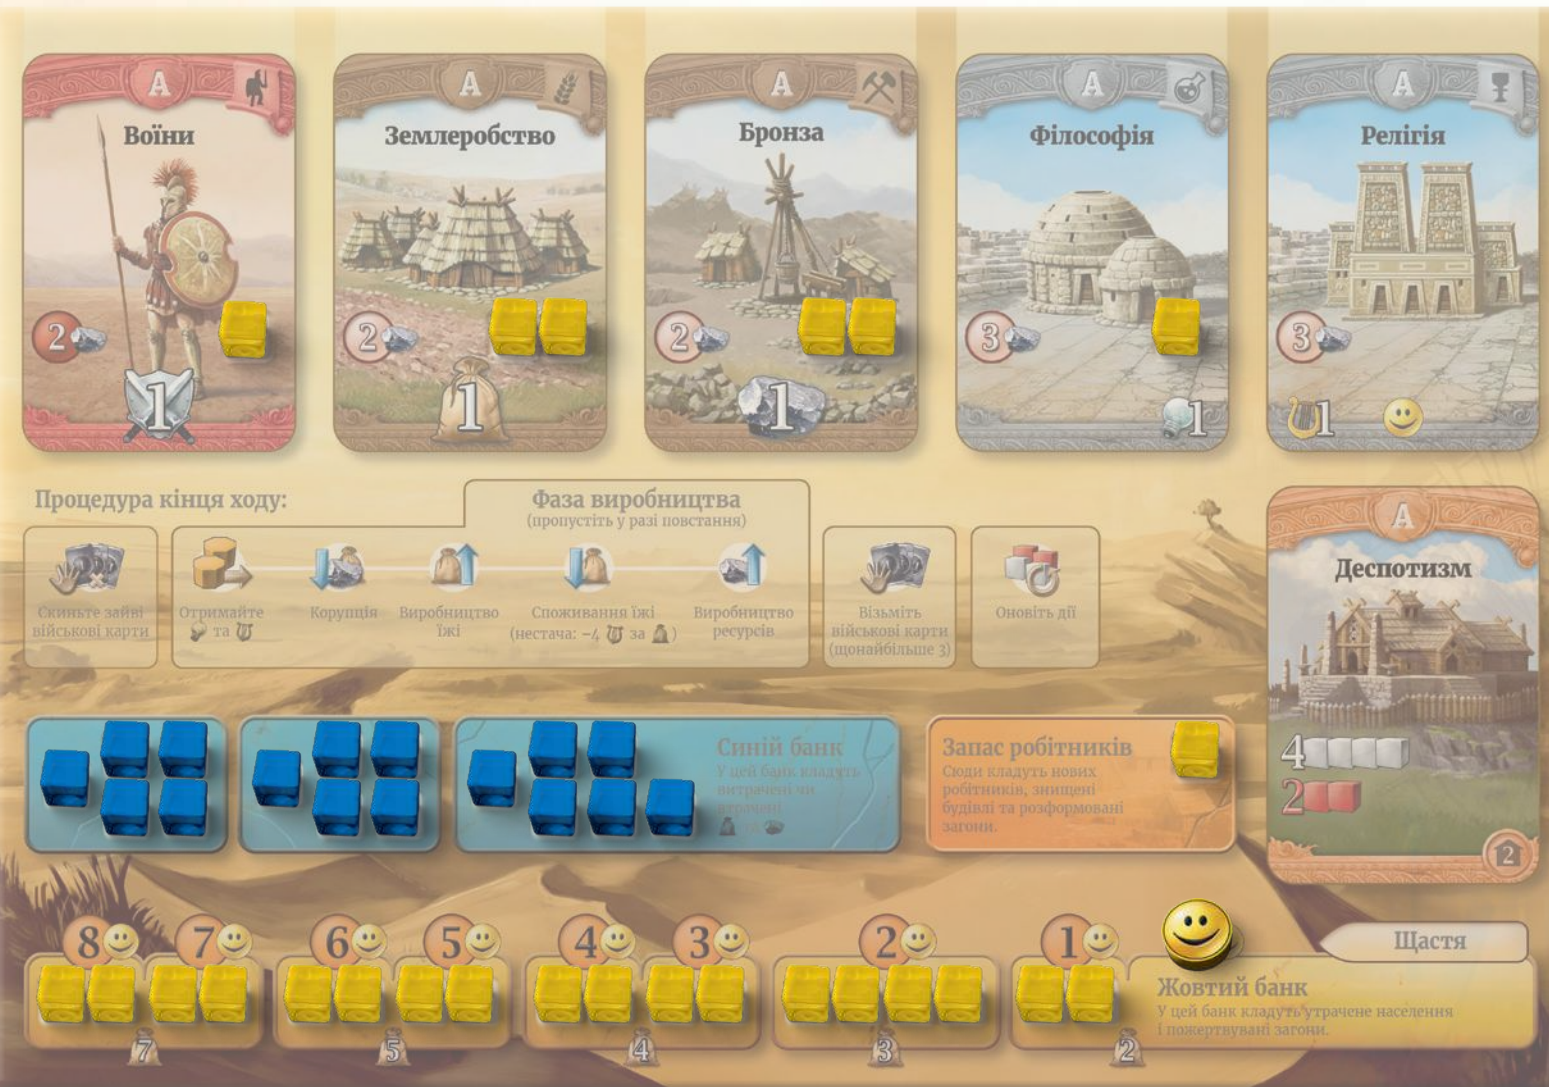 A
A
A
A
A
Воїни
Землеробство
Бронза
Філософія
Релігія
2
2
2
3
3
1
1
1
1
1
Процедура кінця ходу:
Фаза виробництва
(пропустіть у разі повстання)
Скиньте зайві
військові карти
Отримайте
та
Корупція
Виробництво
їжі
Споживання їжі
(нестача: −4 за )
Виробництво
ресурсів
Візьміть
військові карти
(щонайбільше 3)
Оновіть дії
A
Деспотизм
4
2
2
Синій банк
У цей банк кладуть
витрачені чи
втрачені
Запас робітників
Сюди кладуть нових
робітників, знищені
будівлі та розформовані
загони.
8
7
6
5
4
3
2
1
Щастя
Жовтий банк
У цей банк кладуть утрачене населення
і пожертвувані загони.
7
5
4
3
2